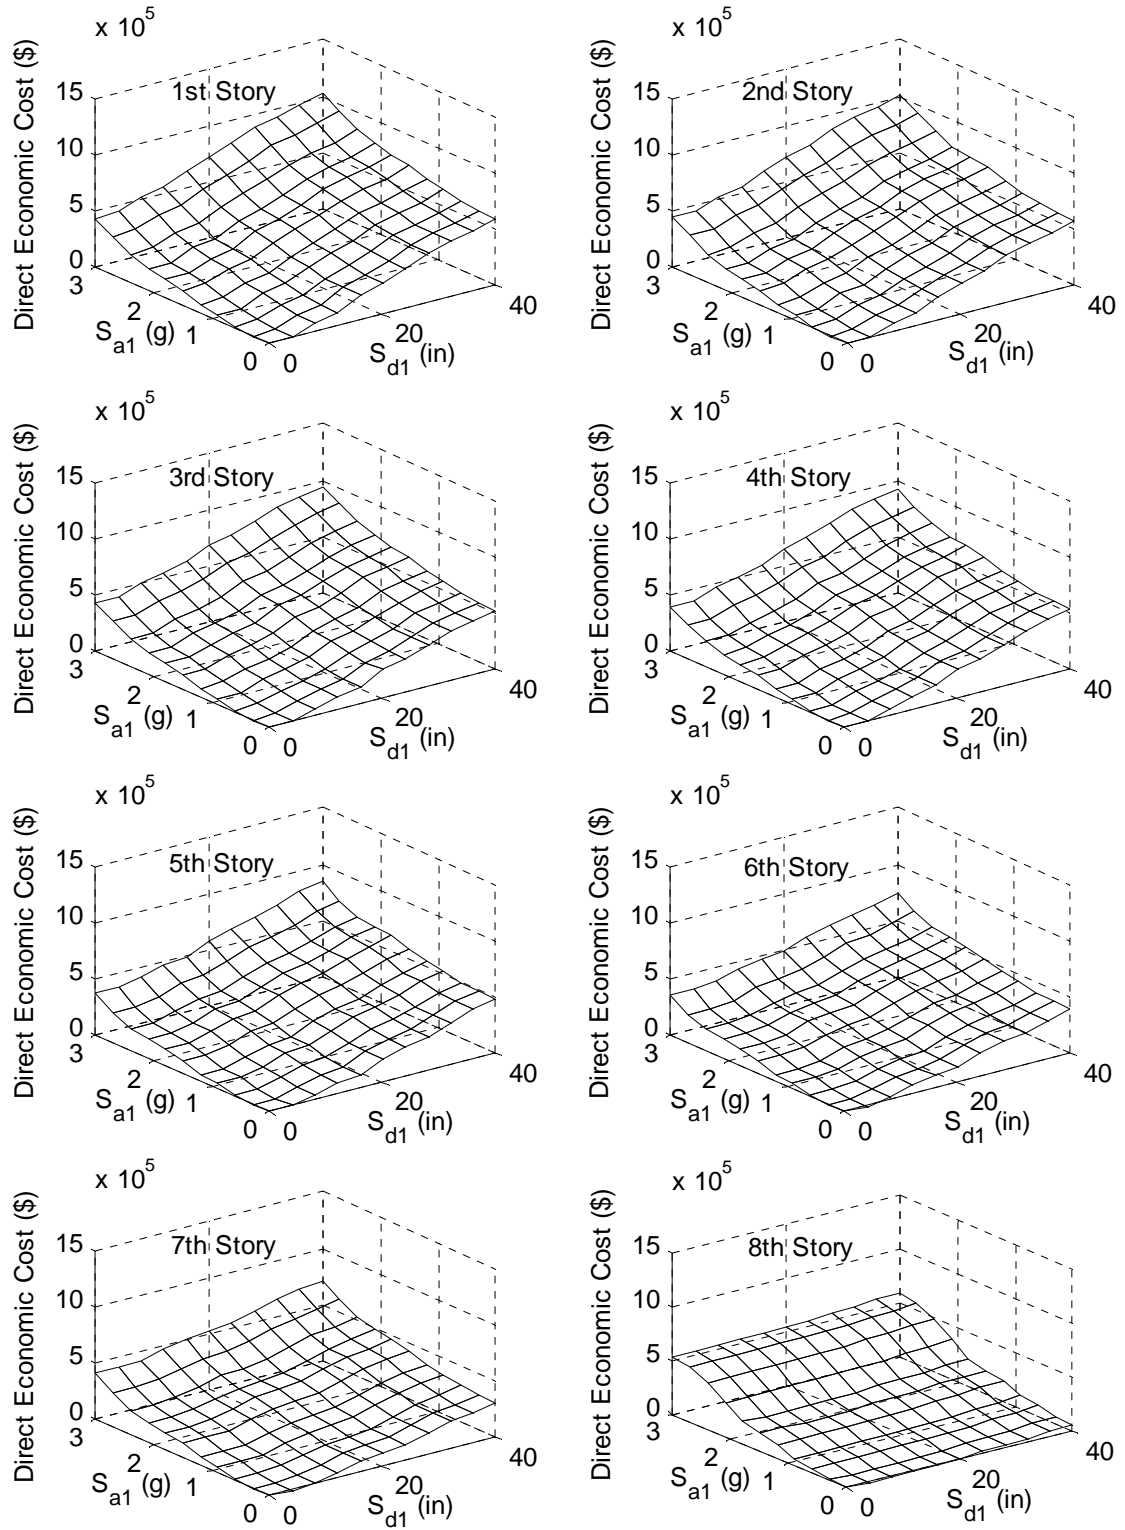 x 10^5
Direct Economic Cost ($)
1st Story
15
10
5
0
3
2
1
0
S_a1 (g)
0
20
40
S_d1 (in)
x 10^5
Direct Economic Cost ($)
2nd Story
15
10
5
0
3
2
1
0
S_a1 (g)
0
20
40
S_d1 (in)
x 10^5
Direct Economic Cost ($)
3rd Story
15
10
5
0
3
2
1
0
S_a1 (g)
0
20
40
S_d1 (in)
x 10^5
Direct Economic Cost ($)
4th Story
15
10
5
0
3
2
1
0
S_a1 (g)
0
20
40
S_d1 (in)
x 10^5
Direct Economic Cost ($)
5th Story
15
10
5
0
3
2
1
0
S_a1 (g)
0
20
40
S_d1 (in)
x 10^5
Direct Economic Cost ($)
6th Story
15
10
5
0
3
2
1
0
S_a1 (g)
0
20
40
S_d1 (in)
x 10^5
Direct Economic Cost ($)
7th Story
15
10
5
0
3
2
1
0
S_a1 (g)
0
20
40
S_d1 (in)
x 10^5
Direct Economic Cost ($)
8th Story
15
10
5
0
3
2
1
0
S_a1 (g)
0
20
40
S_d1 (in)